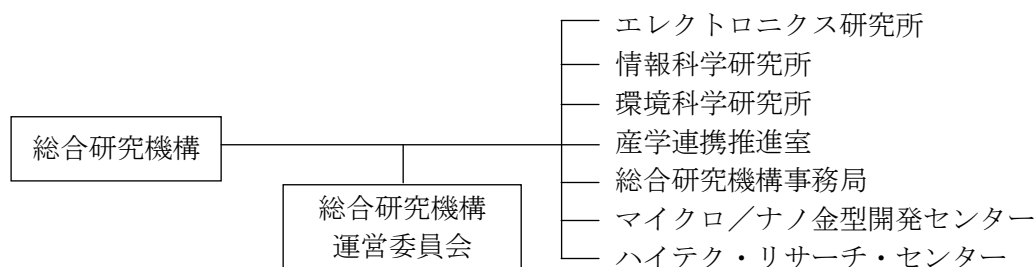 総合研究機構
総合研究機構
運営委員会
エレクトロニクス研究所
情報科学研究所
環境科学研究所
産学連携推進室
総合研究機構事務局
マイクロ／ナノ金型開発センター
ハイテク・リサーチ・センター